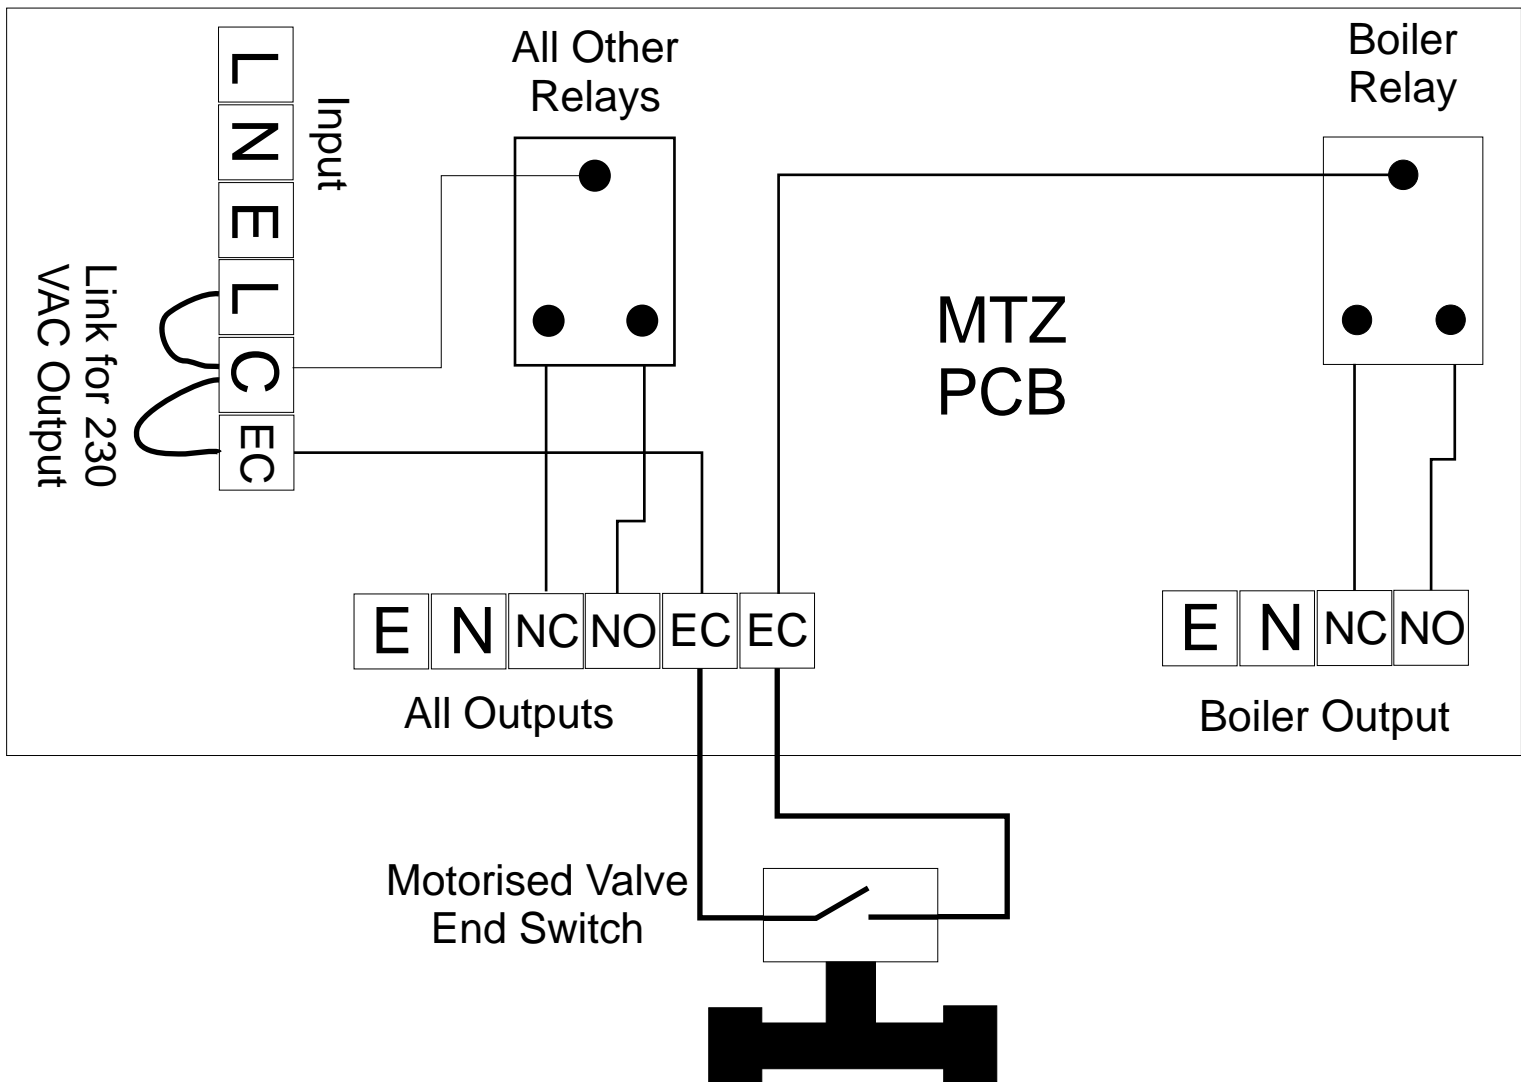 All Other
Relays
Boiler
Relay
L
N
E
L
C
EC
Input
Link for 230
VAC Output
MTZ
PCB
E N NC NO EC EC
E N NC NO
All Outputs
Boiler Output
Motorised Valve
End Switch